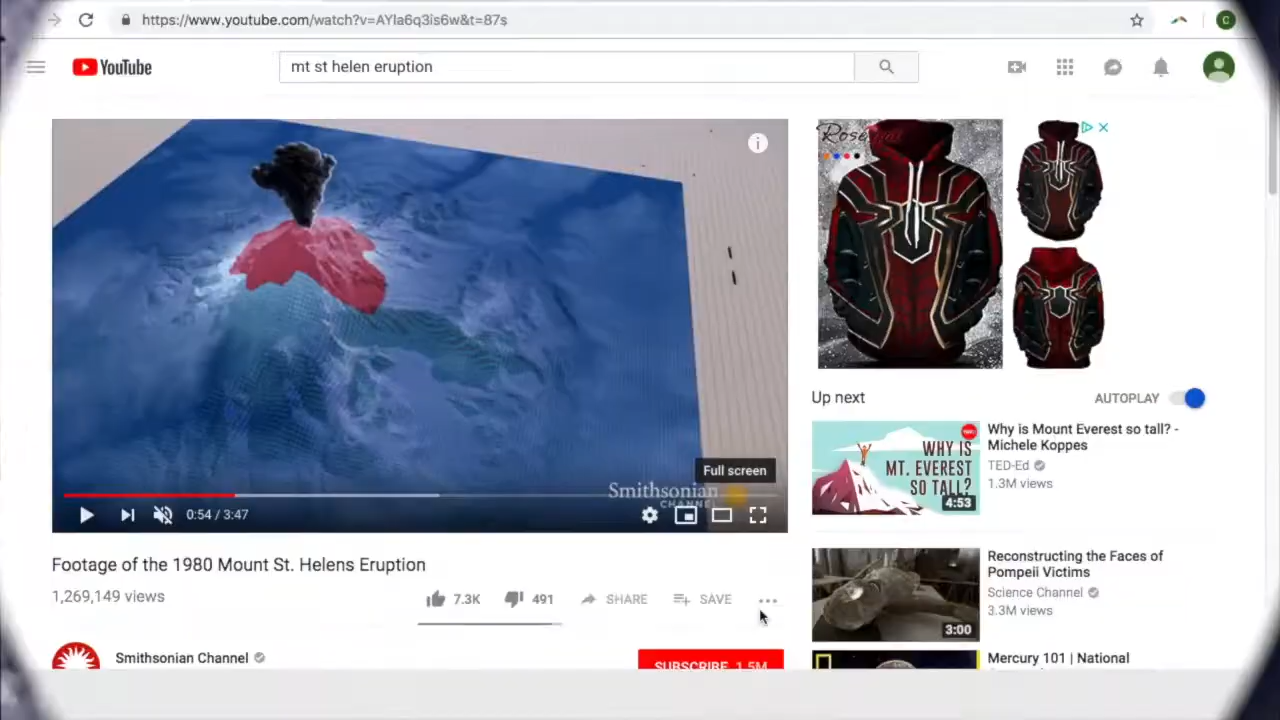 https://www.youtube.com/watch?v=AYla6q3is6w&t=87s
C
YouTube
mt st helen eruption
i
Full screen
Smithsonian
CHANNEL
0:54 / 3:47
Footage of the 1980 Mount St. Helens Eruption
1,269,149 views
7.3K
491
SHARE
SAVE
Smithsonian Channel
SUBSCRIBE 1.5M
Up next
AUTOPLAY
WHY IS
MT. EVEREST
SO TALL?
4:53
Why is Mount Everest so tall? -
Michele Koppes
TED-Ed
1.3M views
3:00
Reconstructing the Faces of
Pompeii Victims
Science Channel
3.3M views
Mercury 101 | National